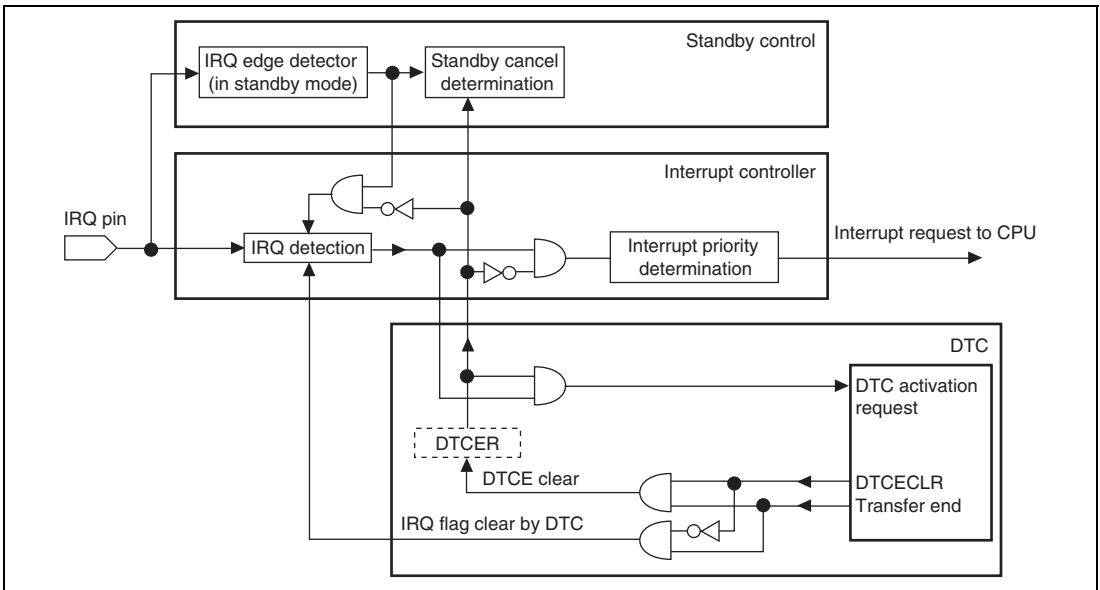 Standby control
IRQ edge detector
(in standby mode)
Standby cancel
determination
Interrupt controller
IRQ pin
IRQ detection
Interrupt priority
determination
Interrupt request to CPU
DTC
DTC activation
request
DTCER
DTCE clear
DTCECLR
Transfer end
IRQ flag clear by DTC